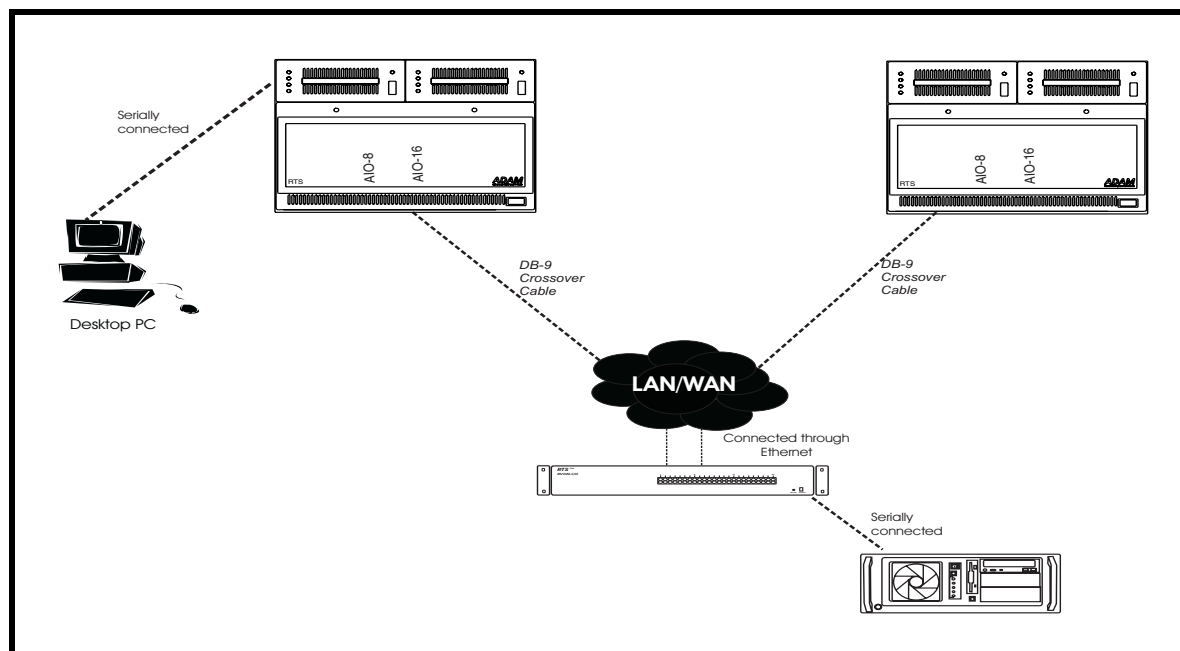 Serially
connected
AIO-8
AIO-16
RTS
ADAM
AIO-8
AIO-16
RTS
ADAM
Desktop PC
DB-9
Crossover
Cable
DB-9
Crossover
Cable
LAN/WAN
Connected through
Ethernet
RTS
Serially
connected